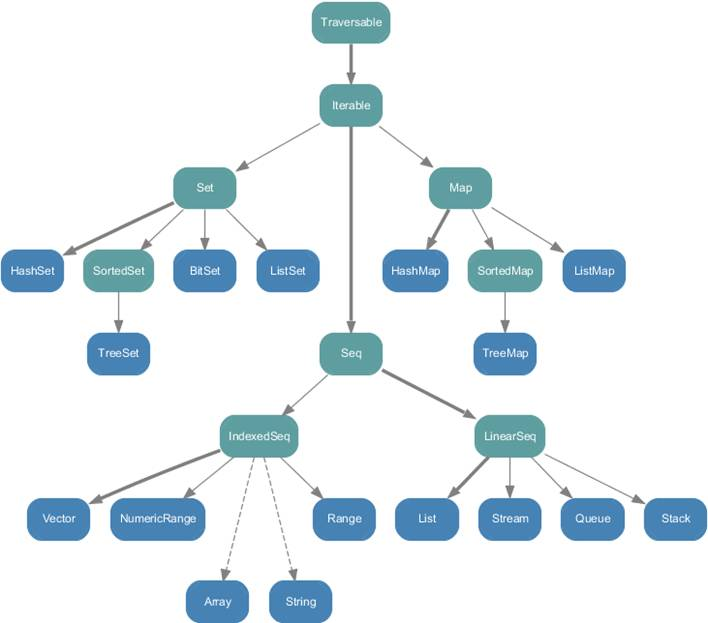 Traversable
Iterable
Set
Map
HashSet
SortedSet
BitSet
ListSet
HashMap
SortedMap
ListMap
TreeSet
Seq
TreeMap
IndexedSeq
LinearSeq
Vector
NumericRange
Range
List
Stream
Queue
Stack
Array
String